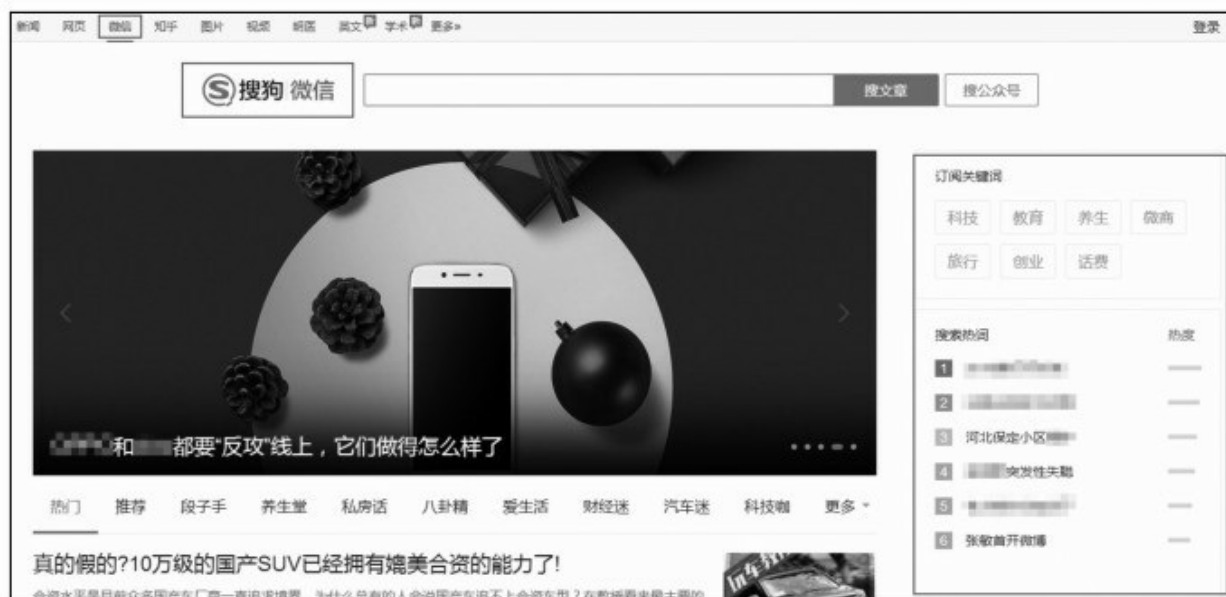 新闻 网页 微信 知乎 图片 视频 明医 英文 学术 更多» 登录
搜狗 微信 搜文章 搜公众号
和 都要“反攻”线上，它们做得怎么样了
热门 推荐 段子手 养生堂 私房话 八卦精 爱生活 财经迷 汽车迷 科技咖 更多
真的假的?10万级的国产SUV已经拥有媲美合资的能力了!
订阅关键词
科技 教育 养生 微商
旅行 创业 话费
搜索热词 热度
1
2
3 河北保定小区
4 突发性失聪
5
6 张敏首开微博